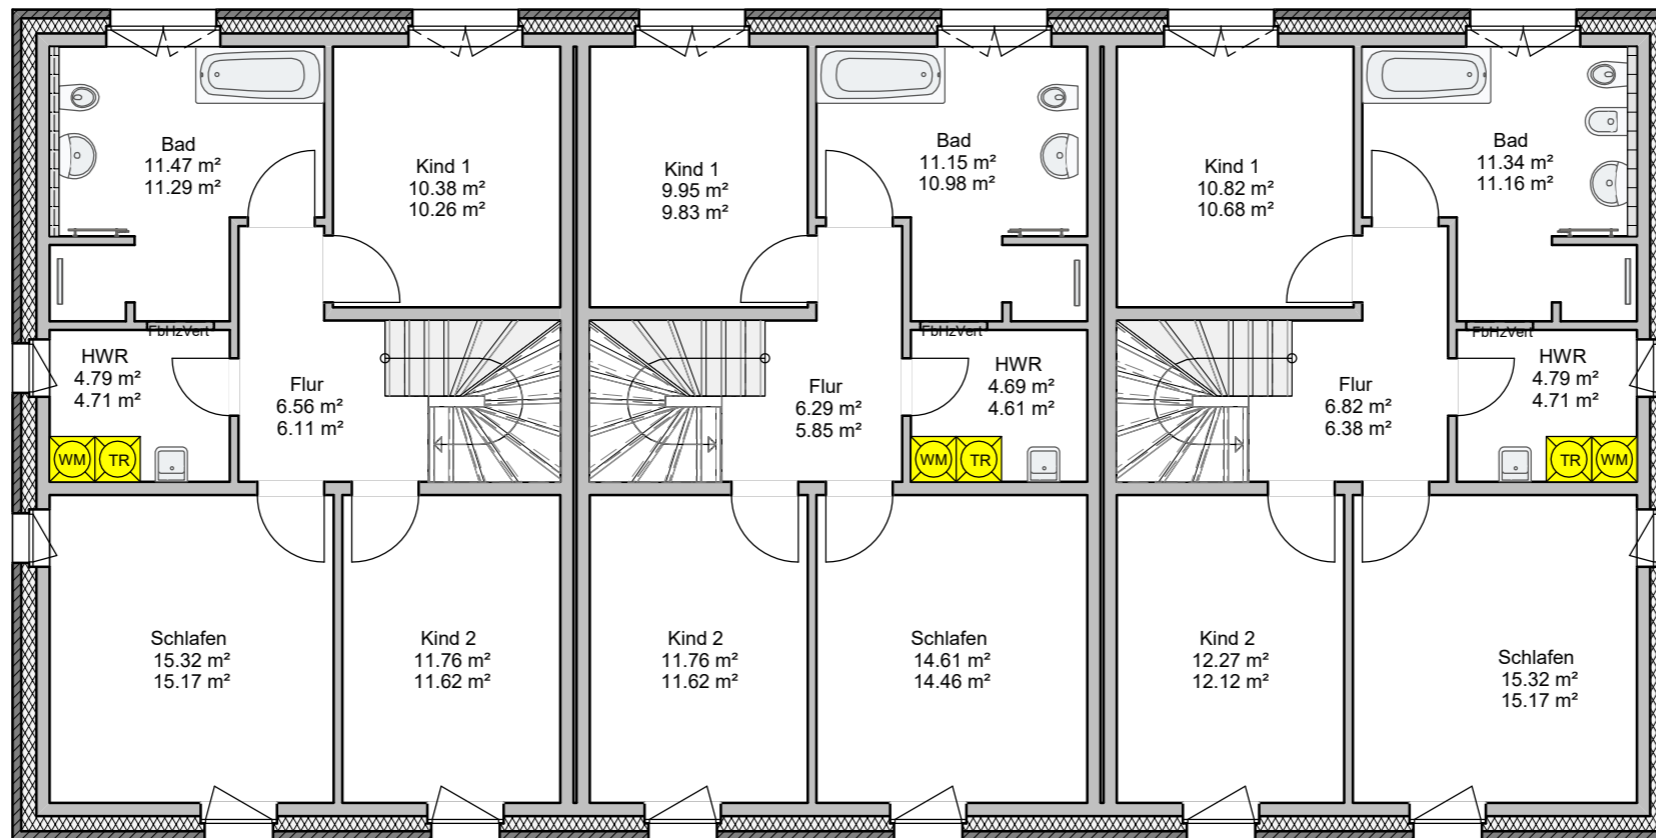 Bad
11.47 m²
11.29 m²
Kind 1
10.38 m²
10.26 m²
Kind 1
9.95 m²
9.83 m²
Bad
11.15 m²
10.98 m²
Kind 1
10.82 m²
10.68 m²
Bad
11.34 m²
11.16 m²
FbHzVert
HWR
4.79 m²
4.71 m²
Flur
6.56 m²
6.11 m²
Flur
6.29 m²
5.85 m²
FbHzVert
HWR
4.69 m²
4.61 m²
Flur
6.82 m²
6.38 m²
FbHzVert
HWR
4.79 m²
4.71 m²
WM
TR
WM
TR
TR
WM
Schlafen
15.32 m²
15.17 m²
Kind 2
11.76 m²
11.62 m²
Kind 2
11.76 m²
11.62 m²
Schlafen
14.61 m²
14.46 m²
Kind 2
12.27 m²
12.12 m²
Schlafen
15.32 m²
15.17 m²